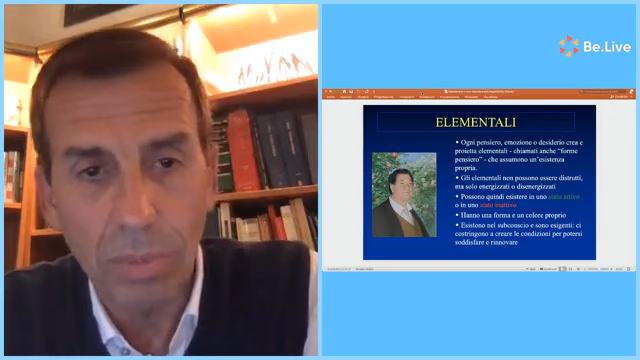 Be.Live
ELEMENTALI
• Ogni pensiero, emozione o desiderio crea e
proietta elementali - chiamati anche "forme
pensiero" - che assumono un'esistenza
propria.
• Gli elementali non possono essere distrutti,
ma solo energizzati o disenergizzati
• Possono quindi esistere in uno stato attivo
o in uno stato inattivo
• Hanno una forma e un colore proprio
• Esistono nel subconscio e sono esigenti: ci
costringono a creare le condizioni per potersi
soddisfare e rinnovare